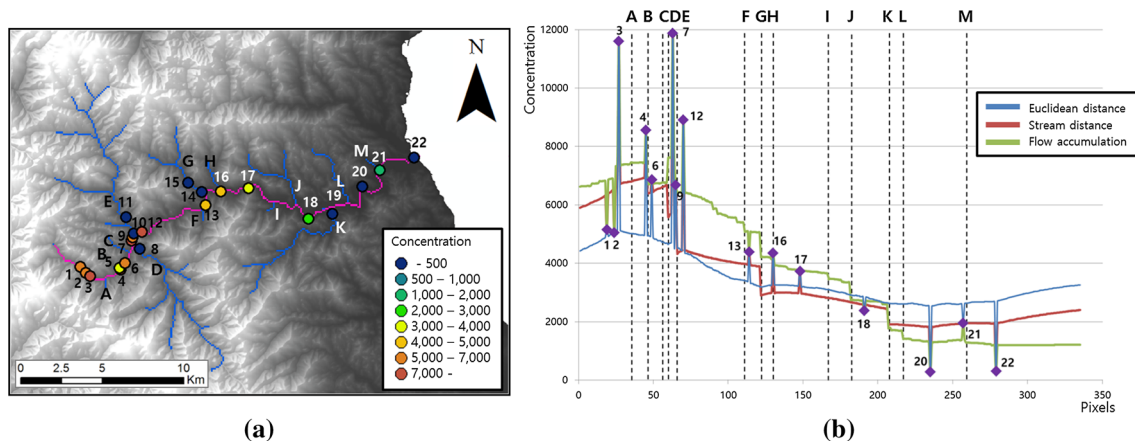 N
22
M
21
G
H
L
20
15
16
17
14
J
19
E
11
13
18
I
F
K
10
12
C
9
7
8
B
5
D
1
2
3
4
6
A
Concentration
- 500
500 – 1,000
1,000 – 2,000
2,000 – 3,000
3,000 – 4,000
4,000 – 5,000
5,000 – 7,000
7,000 -
0 2.5 5 10
Km
(a)
A B C D E F G H I J K L M
Concentration
12000
10000
8000
6000
4000
2000
0
3
7
4
12
6
9
1 2
13
16
17
18
21
20
22
Euclidean distance
Stream distance
Flow accumulation
0 50 100 150 200 250 300 350
Pixels
(b)